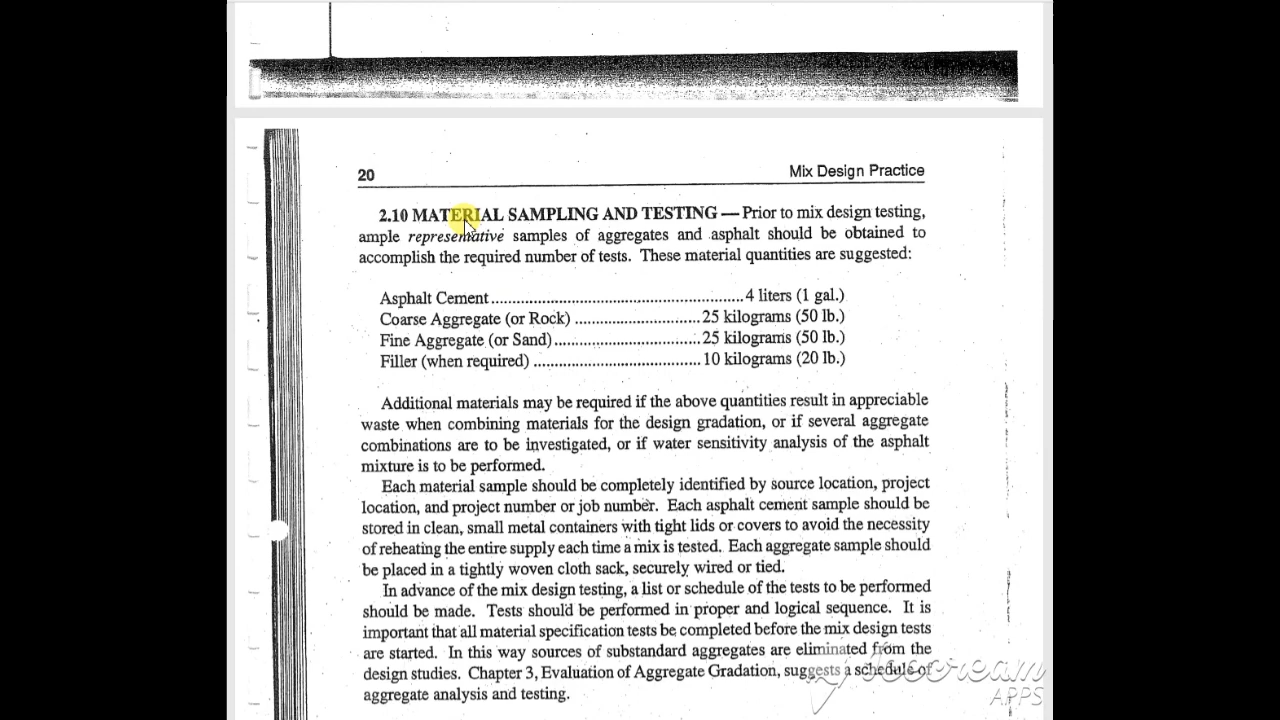 20
Mix Design Practice
2.10 MATERIAL SAMPLING AND TESTING — Prior to mix design testing,
ample representative samples of aggregates and asphalt should be obtained to
accomplish the required number of tests. These material quantities are suggested:
Asphalt Cement ................................................................ 4 liters (1 gal.)
Coarse Aggregate (or Rock) ................................ 25 kilograms (50 lb.)
Fine Aggregate (or Sand) ..................................... 25 kilograms (50 lb.)
Filler (when required) .......................................... 10 kilograms (20 lb.)
Additional materials may be required if the above quantities result in appreciable
waste when combining materials for the design gradation, or if several aggregate
combinations are to be investigated, or if water sensitivity analysis of the asphalt
mixture is to be performed.
Each material sample should be completely identified by source location, project
location, and project number or job number. Each asphalt cement sample should be
stored in clean, small metal containers with tight lids or covers to avoid the necessity
of reheating the entire supply each time a mix is tested. Each aggregate sample should
be placed in a tightly woven cloth sack, securely wired or tied.
In advance of the mix design testing, a list or schedule of the tests to be performed
should be made. Tests should be performed in proper and logical sequence. It is
important that all material specification tests be completed before the mix design tests
are started. In this way sources of substandard aggregates are eliminated from the
design studies. Chapter 3, Evaluation of Aggregate Gradation, suggests a schedule of
aggregate analysis and testing.
Icecream
APPS